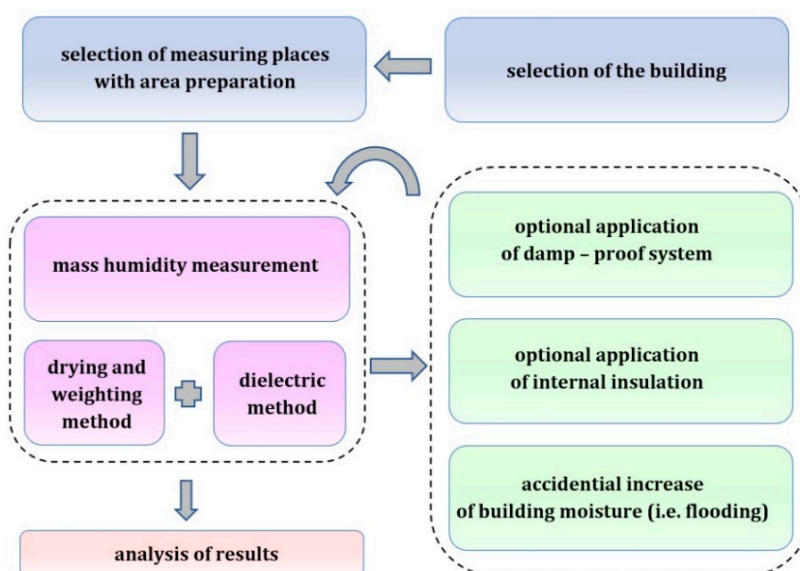 selection of measuring places
with area preparation
selection of the building
mass humidity measurement
drying and
weighting
method
dielectric
method
optional application
of damp – proof system
optional application
of internal insulation
accidential increase
of building moisture (i.e. flooding)
analysis of results